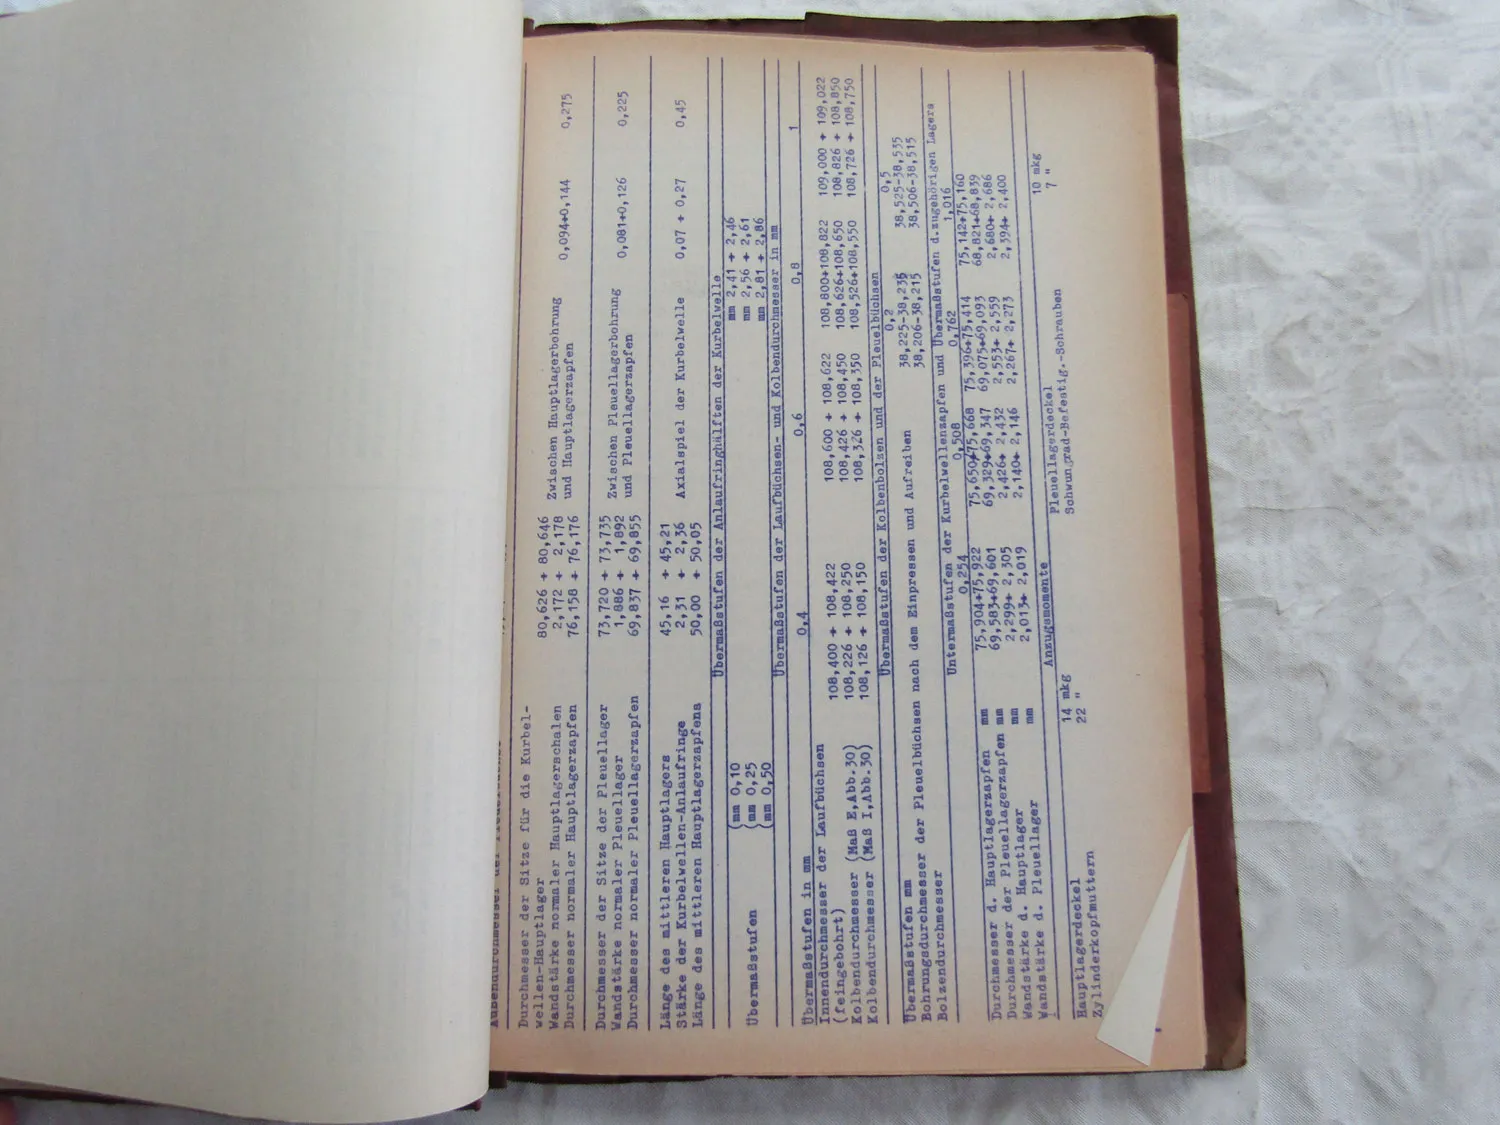 Außendurchmesser der Pleuelbüchse
Durchmesser der Sitze für die Kurbel-
wellen-Hauptlager 80,626 ÷ 80,646 Zwischen Hauptlagerbohrung
Wandstärke normaler Hauptlagerschalen 2,172 ÷ 2,178 und Hauptlagerzapfen 0,094÷0,144 0,275
Durchmesser normaler Hauptlagerzapfen 76,158 ÷ 76,176
Durchmesser der Sitze der Pleuellager 73,720 ÷ 73,735 Zwischen Pleuellagerbohrung
Wandstärke normaler Pleuellager 1,886 ÷ 1,892 und Pleuellagerzapfen 0,081÷0,126 0,225
Durchmesser normaler Pleuellagerzapfen 69,837 ÷ 69,855
Länge des mittleren Hauptlagers 45,16 ÷ 45,21
Stärke der Kurbelwellen-Anlaufringe 2,31 ÷ 2,36 Axialspiel der Kurbelwelle 0,07 ÷ 0,27 0,45
Länge des mittleren Hauptlagerzapfens 50,00 ÷ 50,05
Übermaßstufen der Anlaufringhälften der Kurbelwelle
(mm 0,10 mm 2,41 ÷ 2,46
Übermaßstufen (mm 0,25 mm 2,56 ÷ 2,61
(mm 0,50 mm 2,81 ÷ 2,86
Übermaßstufen der Laufbüchsen- und Kolbendurchmesser in mm
Übermaßstufen in mm 0,4 0,6 0,8 1
Innendurchmesser der Laufbüchsen
(feingebohrt) 108,400 ÷ 108,422 108,600 ÷ 108,622 108,800÷108,822 109,000 ÷ 109,022
Kolbendurchmesser (Maß E,Abb.30) 108,226 ÷ 108,250 108,426 ÷ 108,450 108,626÷108,650 108,826 ÷ 108,850
Kolbendurchmesser (Maß I,Abb.30) 108,126 ÷ 108,150 108,326 ÷ 108,350 108,526÷108,550 108,726 ÷ 108,750
Übermaßstufen der Kolbenbolzen und der Pleuelbüchsen
Übermaßstufen mm 0,2 0,5
Bohrungsdurchmesser der Pleuelbüchsen nach dem Einpressen und Aufreiben 38,225-38,235 38,525-38,535
Bolzendurchmesser 38,206-38,215 38,506-38,515
Untermaßstufen der Kurbelwellenzapfen und Übermaßstufen d.zugehörigen Lagers
0,254 0,508 0,762 1,016
Durchmesser d. Hauptlagerzapfen mm 75,904÷75,922 75,650÷75,668 75,396÷75,414 75,142÷75,160
Durchmesser der Pleuellagerzapfen mm 69,583÷69,601 69,329÷69,347 69,075÷69,093 68,821÷68,839
Wandstärke d. Hauptlager mm 2,299÷ 2,305 2,426÷ 2,432 2,553÷ 2,559 2,680÷ 2,686
Wandstärke d. Pleuellager mm 2,013÷ 2,019 2,140÷ 2,146 2,267÷ 2,273 2,394÷ 2,400
Anzugsmomente
Hauptlagerdeckel 14 mkg Pleuellagerdeckel 10 mkg
Zylinderkopfmuttern 22 " Schwungrad-Befestig.-Schrauben 7 "